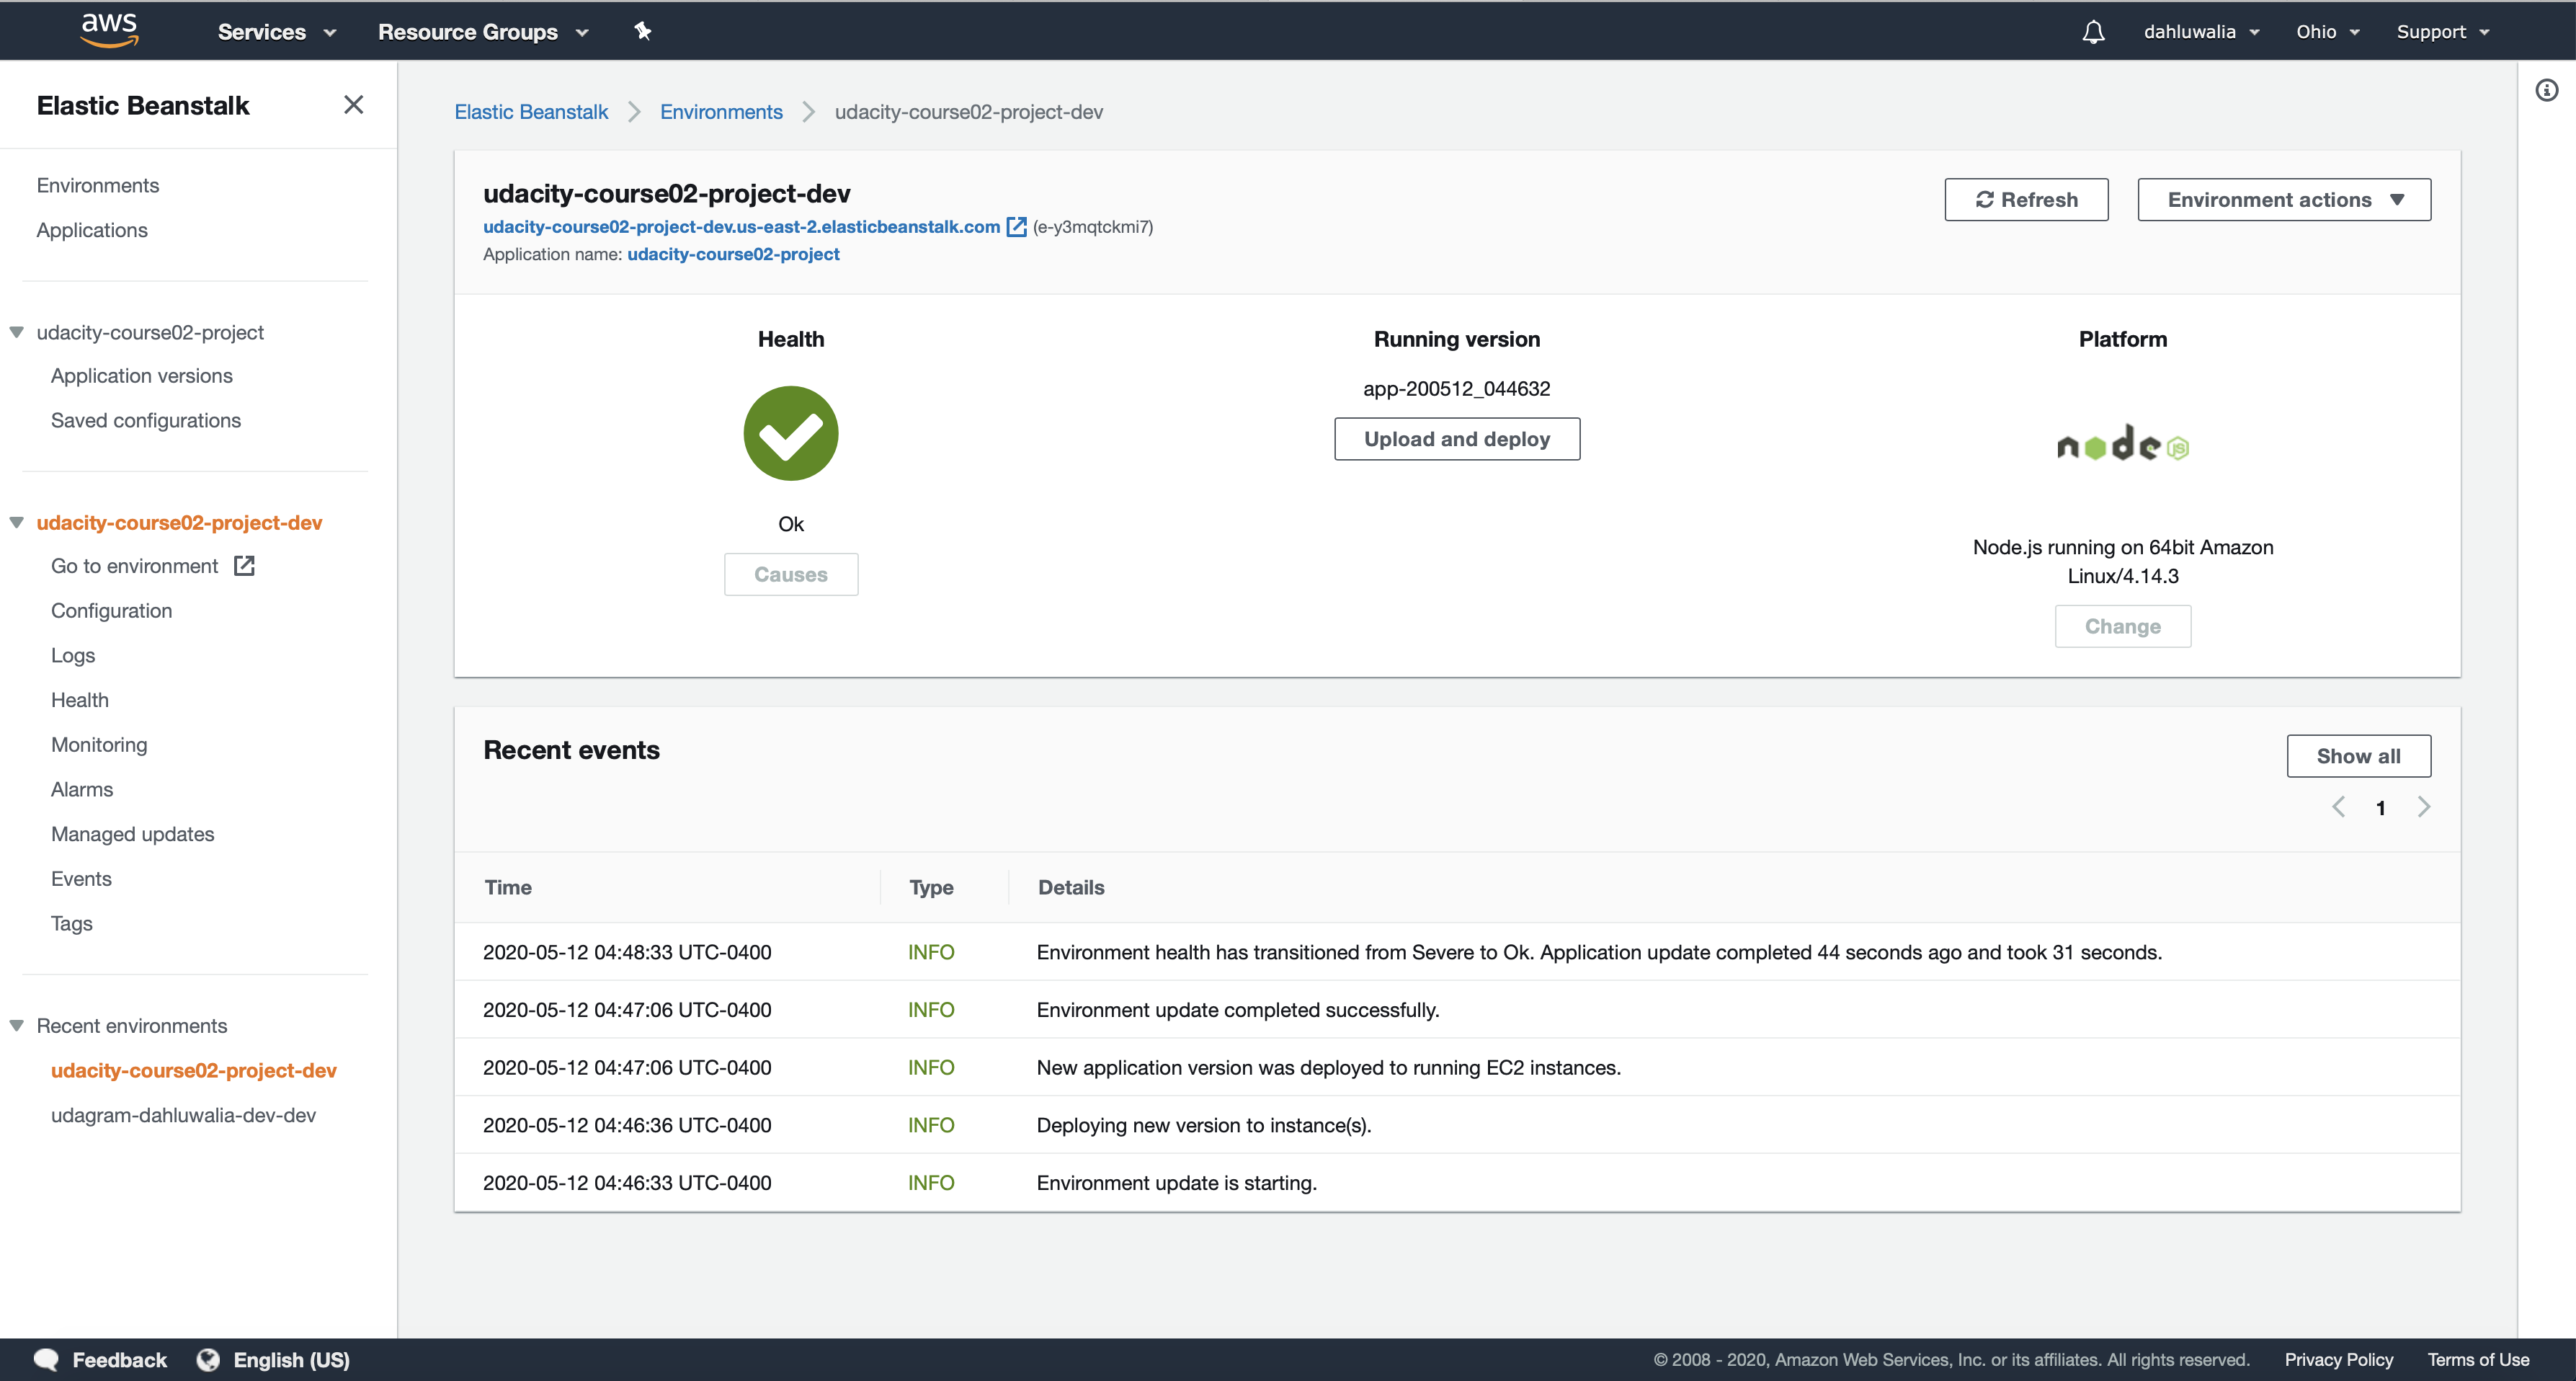 aws Services Resource Groups dahluwalia Ohio Support
Elastic Beanstalk
Environments
Applications
udacity-course02-project
Application versions
Saved configurations
udacity-course02-project-dev
Go to environment
Configuration
Logs
Health
Monitoring
Alarms
Managed updates
Events
Tags
Recent environments
udacity-course02-project-dev
udagram-dahluwalia-dev-dev
Elastic Beanstalk Environments udacity-course02-project-dev
udacity-course02-project-dev
udacity-course02-project-dev.us-east-2.elasticbeanstalk.com (e-y3mqtckmi7)
Application name: udacity-course02-project
Refresh
Environment actions
Health
Ok
Causes
Running version
app-200512_044632
Upload and deploy
Platform
node JS
Node.js running on 64bit Amazon
Linux/4.14.3
Change
Recent events
Show all
1
Time Type Details
2020-05-12 04:48:33 UTC-0400 INFO Environment health has transitioned from Severe to Ok. Application update completed 44 seconds ago and took 31 seconds.
2020-05-12 04:47:06 UTC-0400 INFO Environment update completed successfully.
2020-05-12 04:47:06 UTC-0400 INFO New application version was deployed to running EC2 instances.
2020-05-12 04:46:36 UTC-0400 INFO Deploying new version to instance(s).
2020-05-12 04:46:33 UTC-0400 INFO Environment update is starting.
Feedback English (US) © 2008 - 2020, Amazon Web Services, Inc. or its affiliates. All rights reserved. Privacy Policy Terms of Use